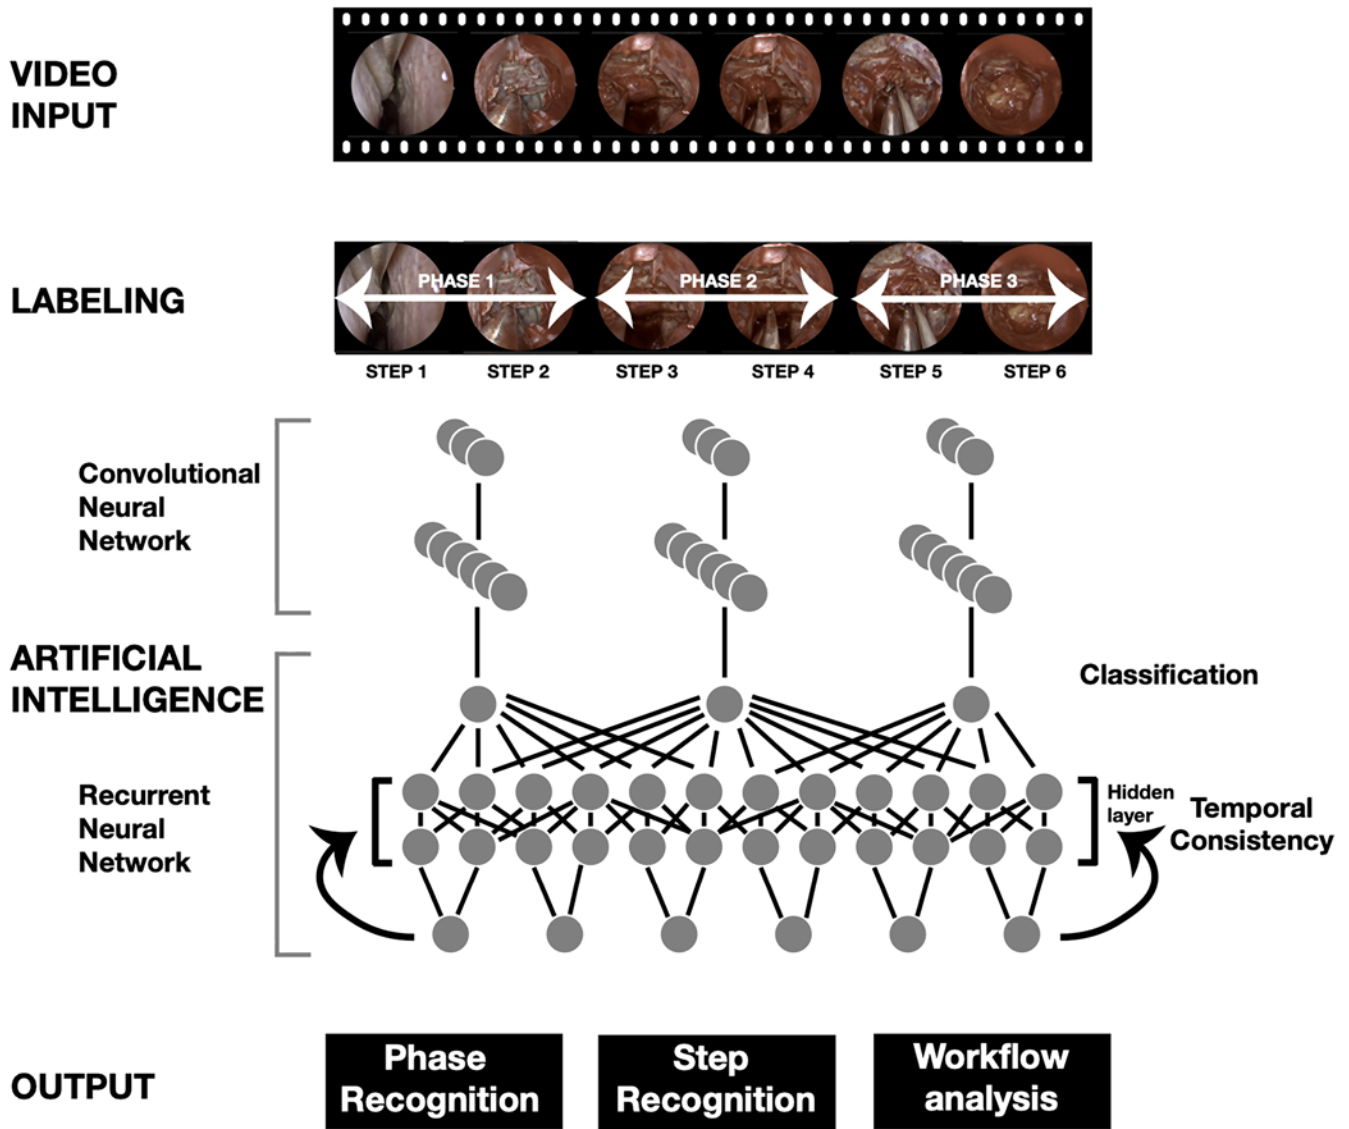 VIDEO
INPUT
LABELING
PHASE 1
PHASE 2
PHASE 3
STEP 1
STEP 2
STEP 3
STEP 4
STEP 5
STEP 6
Convolutional
Neural
Network
ARTIFICIAL
INTELLIGENCE
Classification
Recurrent
Neural
Network
Hidden
layer
Temporal
Consistency
OUTPUT
Phase
Recognition
Step
Recognition
Workflow
analysis